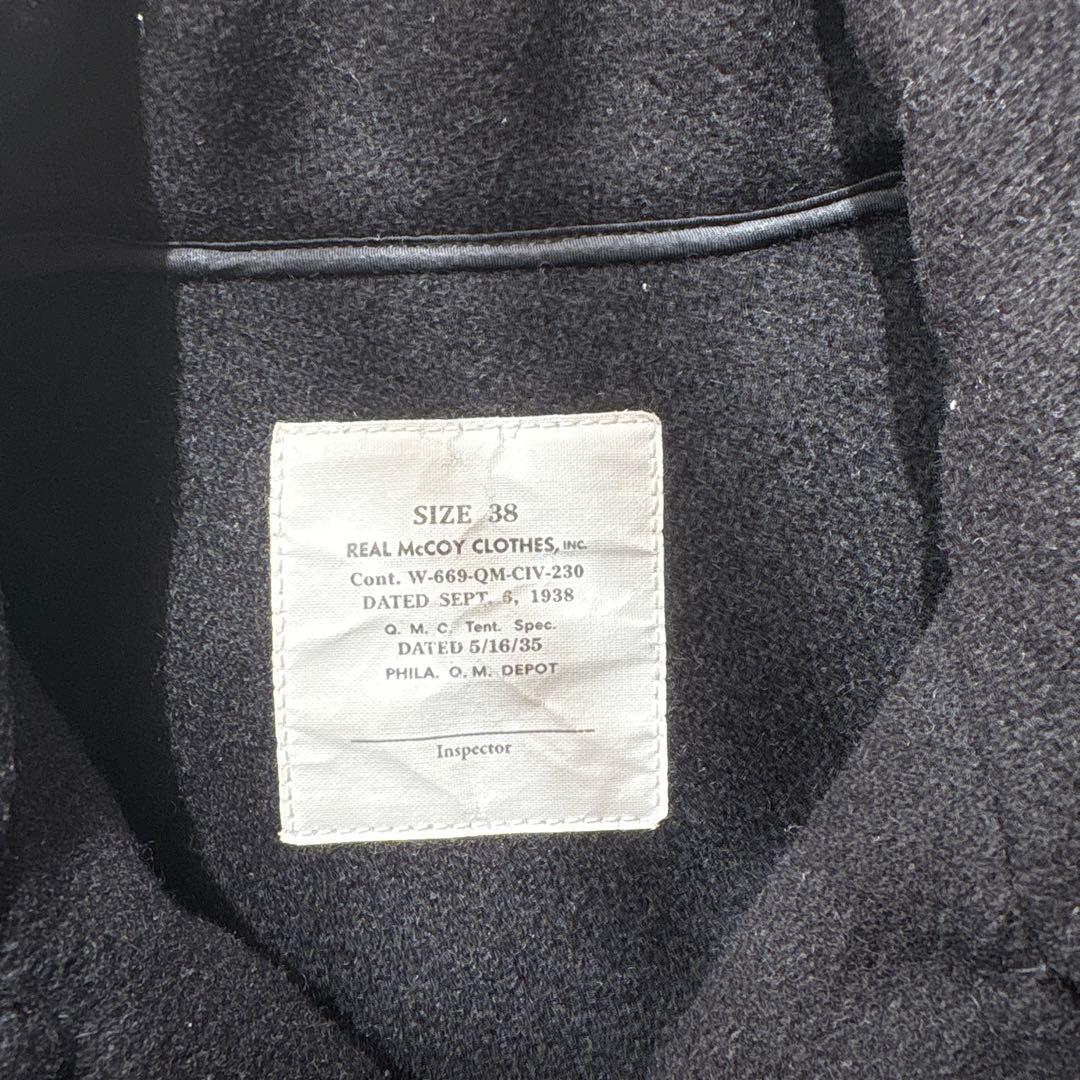 SIZE 38
REAL McCOY CLOTHES, INC.
Cont. W-669-QM-CIV-230
DATED SEPT. 6, 1938
Q. M. C. Tent. Spec.
DATED 5/16/35
PHILA. Q. M. DEPOT
Inspector